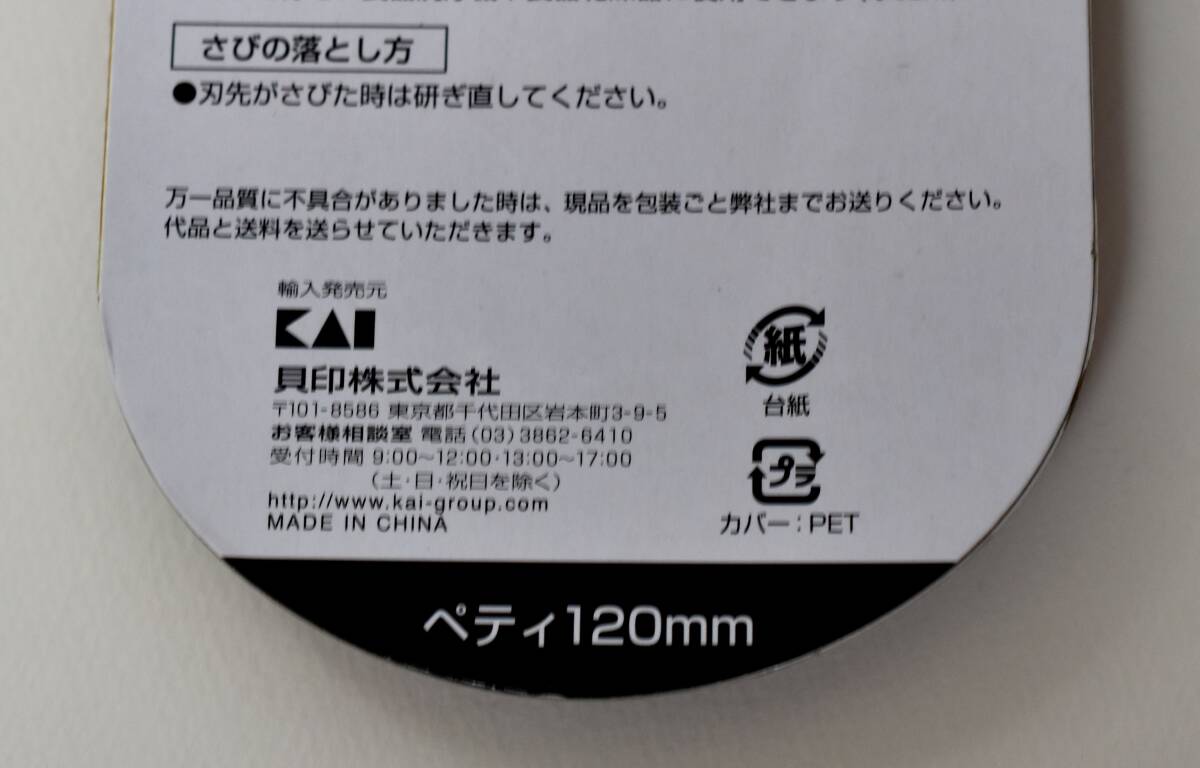 さびの落とし方
●刃先がさびた時は研ぎ直してください。
万一品質に不具合がありました時は、現品を包装ごと弊社までお送りください。
代品と送料を送らせていただきます。
輸入発売元
KAI
貝印株式会社
〒101-8586 東京都千代田区岩本町3-9-5
お客様相談室 電話(03)3862-6410
受付時間 9:00〜12:00・13:00〜17:00
(土・日・祝日を除く)
http://www.kai-group.com
MADE IN CHINA
紙
台紙
プラ
カバー:PET
ペティ120mm